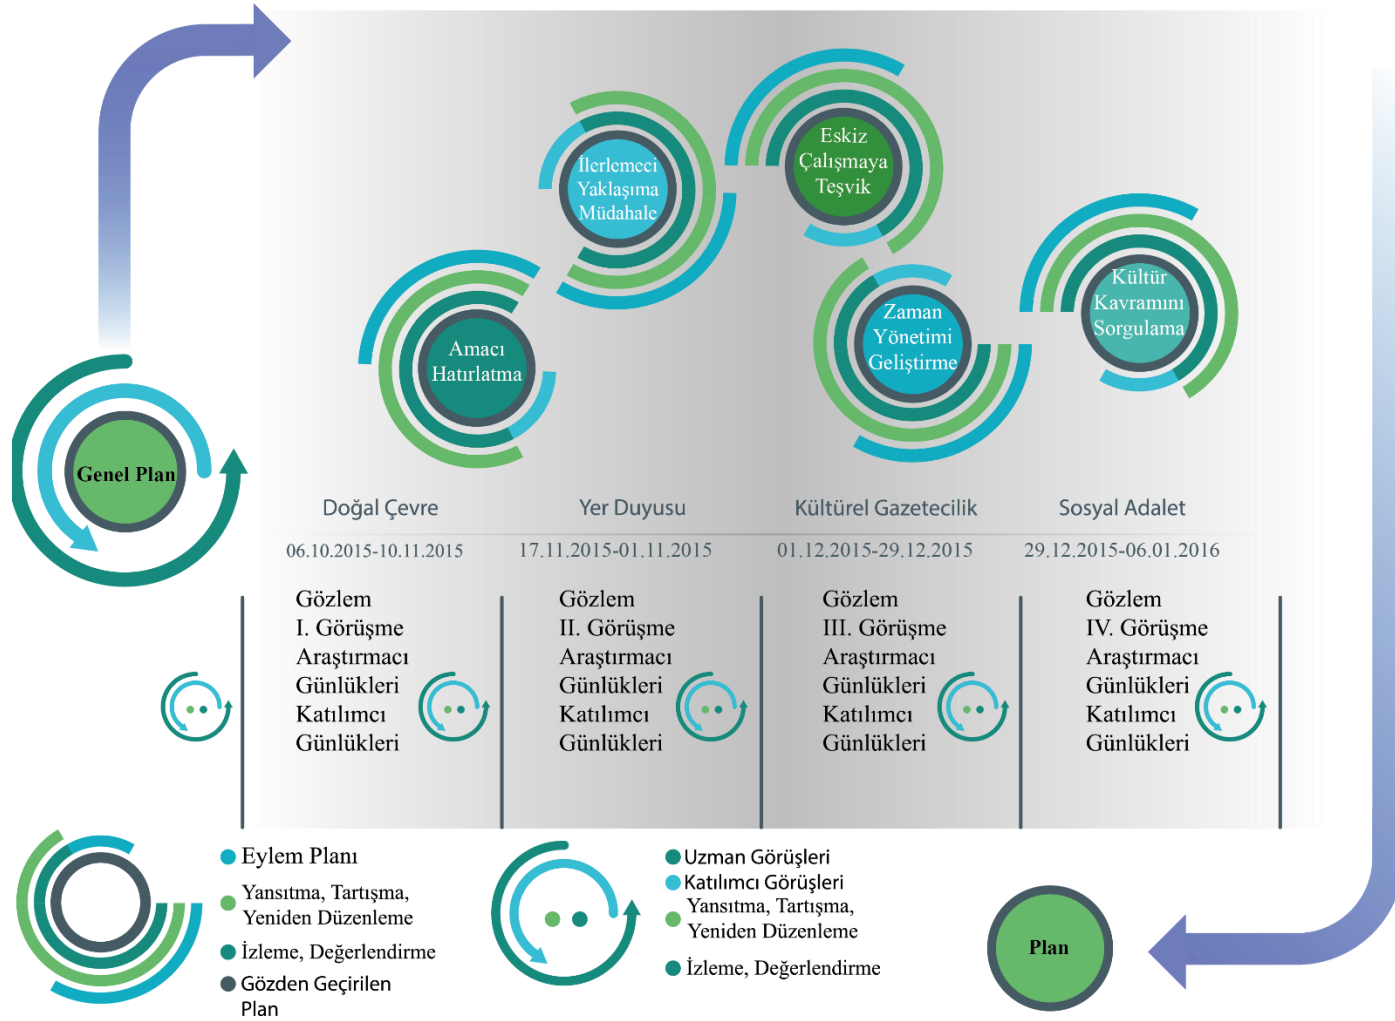 Genel Plan
Amacı
Hatırlatma
İlerlemeci
Yaklaşıma
Müdahale
Eskiz
Çalışmaya
Teşvik
Zaman
Yönetimi
Geliştirme
Kültür
Kavramını
Sorgulama
Doğal Çevre
Yer Duyusu
Kültürel Gazetecilik
Sosyal Adalet
06.10.2015-10.11.2015
17.11.2015-01.11.2015
01.12.2015-29.12.2015
29.12.2015-06.01.2016
Gözlem
I. Görüşme
Araştırmacı
Günlükleri
Katılımcı
Günlükleri
Gözlem
II. Görüşme
Araştırmacı
Günlükleri
Katılımcı
Günlükleri
Gözlem
III. Görüşme
Araştırmacı
Günlükleri
Katılımcı
Günlükleri
Gözlem
IV. Görüşme
Araştırmacı
Günlükleri
Katılımcı
Günlükleri
Eylem Planı
Yansıtma, Tartışma,
Yeniden Düzenleme
İzleme, Değerlendirme
Gözden Geçirilen
Plan
Uzman Görüşleri
Katılımcı Görüşleri
Yansıtma, Tartışma,
Yeniden Düzenleme
İzleme, Değerlendirme
Plan